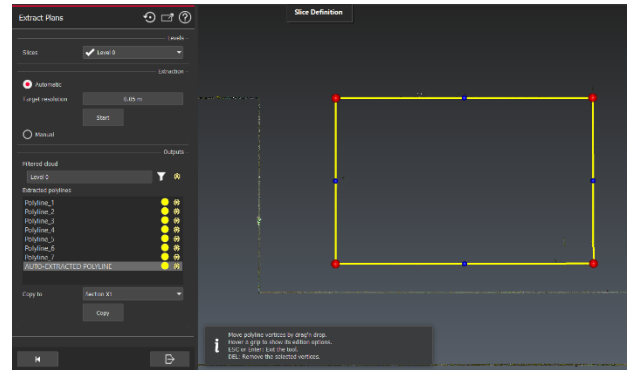 Extract Plans
Slice Definition
Levels
Slices
Level 0
Extraction
Automatic
Target resolution
0.05 m
Start
Manual
Outputs
Filtered cloud
Level 0
Extracted polylines
Polyline_1
Polyline_2
Polyline_3
Polyline_4
Polyline_5
Polyline_6
Polyline_7
AUTO-EXTRACTED POLYLINE
Copy to
Section X1
Copy
Move polyline vertices by drag'n drop.
Hover a grip to show its edition options.
ESC or Enter: Exit the tool.
DEL: Remove the selected vertices.